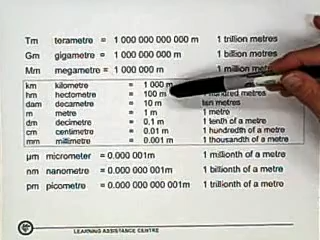 Tm terametre = 1 000 000 000 000 m 1 trillion metres
Gm gigametre = 1 000 000 000 m 1 billion metres
Mm megametre = 1 000 000 m 1 million
km kilometre = 1 000 m
hm hectometre = 100 m hundred metres
dam decametre = 10 m ten metres
m metre = 1 m 1 metre
dm decimetre = 0.1 m 1 tenth of a metre
cm centimetre = 0.01 m 1 hundredth of a metre
mm millimetre = 0.001 m 1 thousandth of a metre
µm micrometer = 0.000 001m 1 millionth of a metre
nm nanometre = 0.000 000 001m 1 billionth of a metre
pm picometre = 0.000 000 000 001m 1 trillionth of a metre
LEARNING ASSISTANCE CENTRE